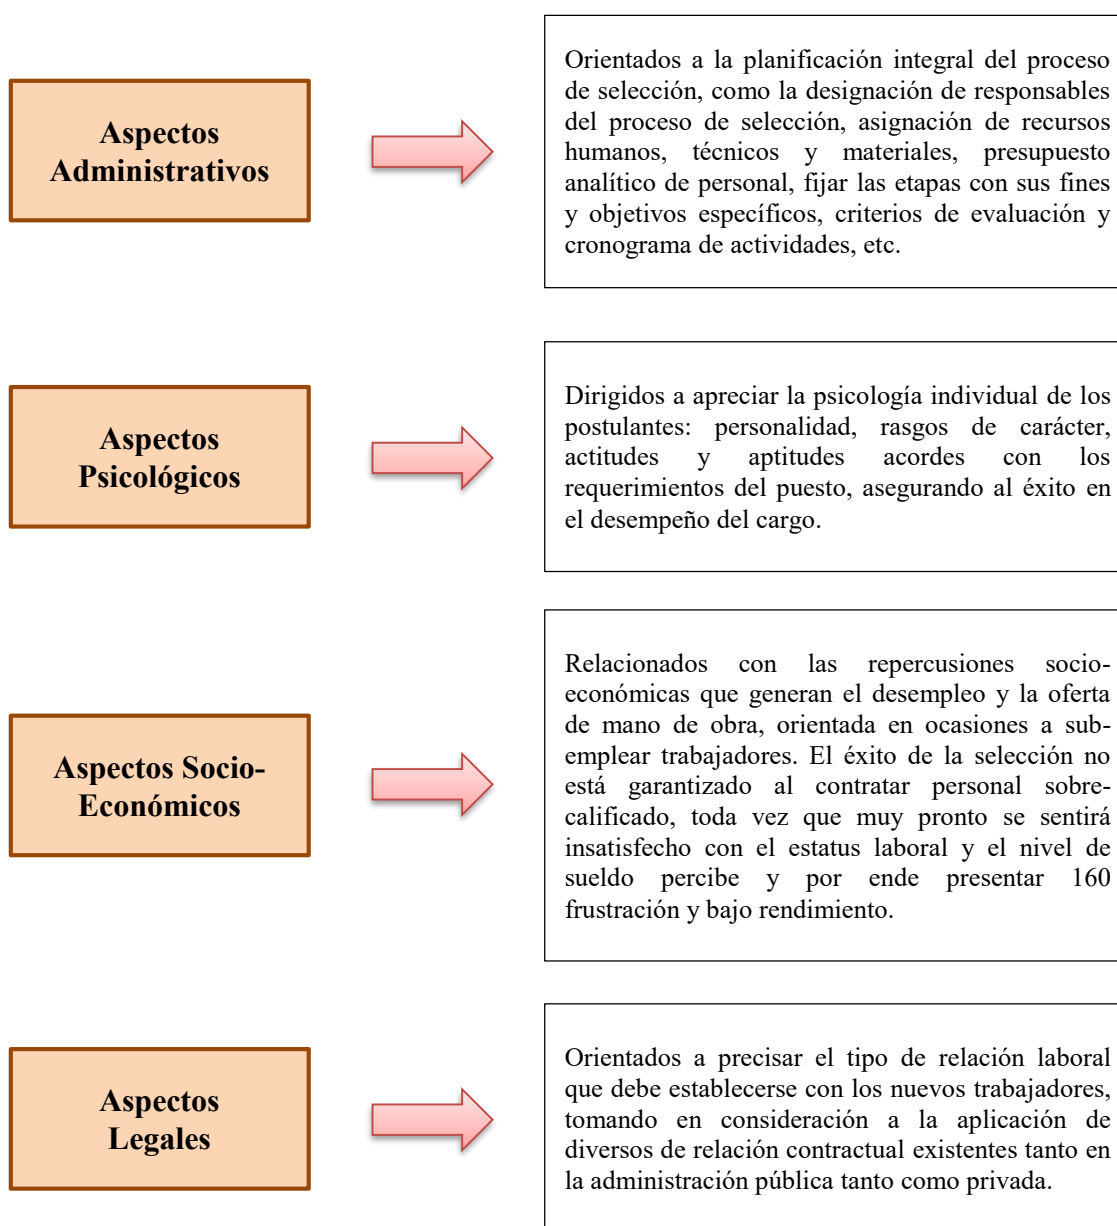 Aspectos
Administrativos
Orientados a la planificación integral del proceso
de selección, como la designación de responsables
del proceso de selección, asignación de recursos
humanos, técnicos y materiales, presupuesto
analítico de personal, fijar las etapas con sus fines
y objetivos específicos, criterios de evaluación y
cronograma de actividades, etc.
Aspectos
Psicológicos
Dirigidos a apreciar la psicología individual de los
postulantes: personalidad, rasgos de carácter,
actitudes y aptitudes acordes con los
requerimientos del puesto, asegurando al éxito en
el desempeño del cargo.
Aspectos Socio-
Económicos
Relacionados con las repercusiones socio-
económicas que generan el desempleo y la oferta
de mano de obra, orientada en ocasiones a sub-
emplear trabajadores. El éxito de la selección no
está garantizado al contratar personal sobre-
calificado, toda vez que muy pronto se sentirá
insatisfecho con el estatus laboral y el nivel de
sueldo percibe y por ende presentar 160
frustración y bajo rendimiento.
Aspectos
Legales
Orientados a precisar el tipo de relación laboral
que debe establecerse con los nuevos trabajadores,
tomando en consideración a la aplicación de
diversos de relación contractual existentes tanto en
la administración pública tanto como privada.